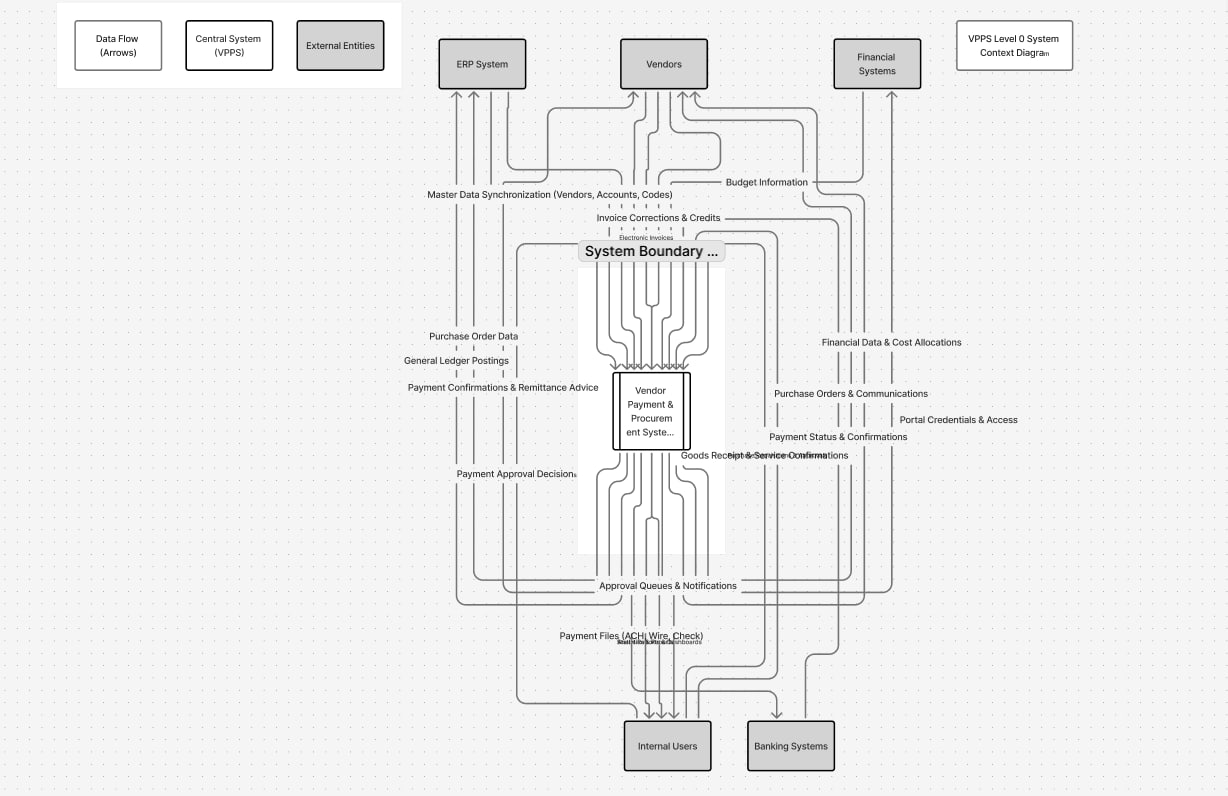 Data Flow
(Arrows)
Central System
(VPPS)
External Entities
ERP System
Vendors
Financial
Systems
VPPS Level 0 System
Context Diagram
Budget Information
Master Data Synchronization (Vendors, Accounts, Codes)
Invoice Corrections & Credits
Electronic Invoices
System Boundary ...
Purchase Order Data
Financial Data & Cost Allocations
General Ledger Postings
Payment Confirmations & Remittance Advice
Purchase Orders & Communications
Vendor
Payment &
Procurem
ent Syste...
Portal Credentials & Access
Payment Status & Confirmations
Goods Receipt & Service Confirmations
Payment Approval Decisions
Approval Queues & Notifications
Payment Files (ACH, Wire, Check)
Internal Users
Banking Systems